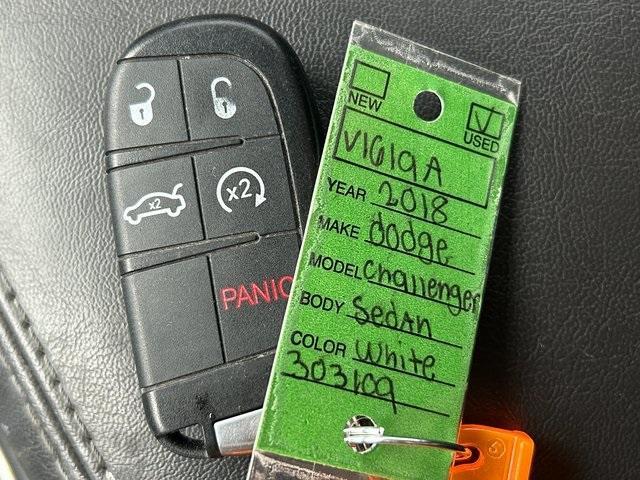 x2
x2
PANIC
NEW
USED
V1619A
YEAR 2018
MAKE dodge
MODEL Challenger
BODY Sedan
COLOR White
303109